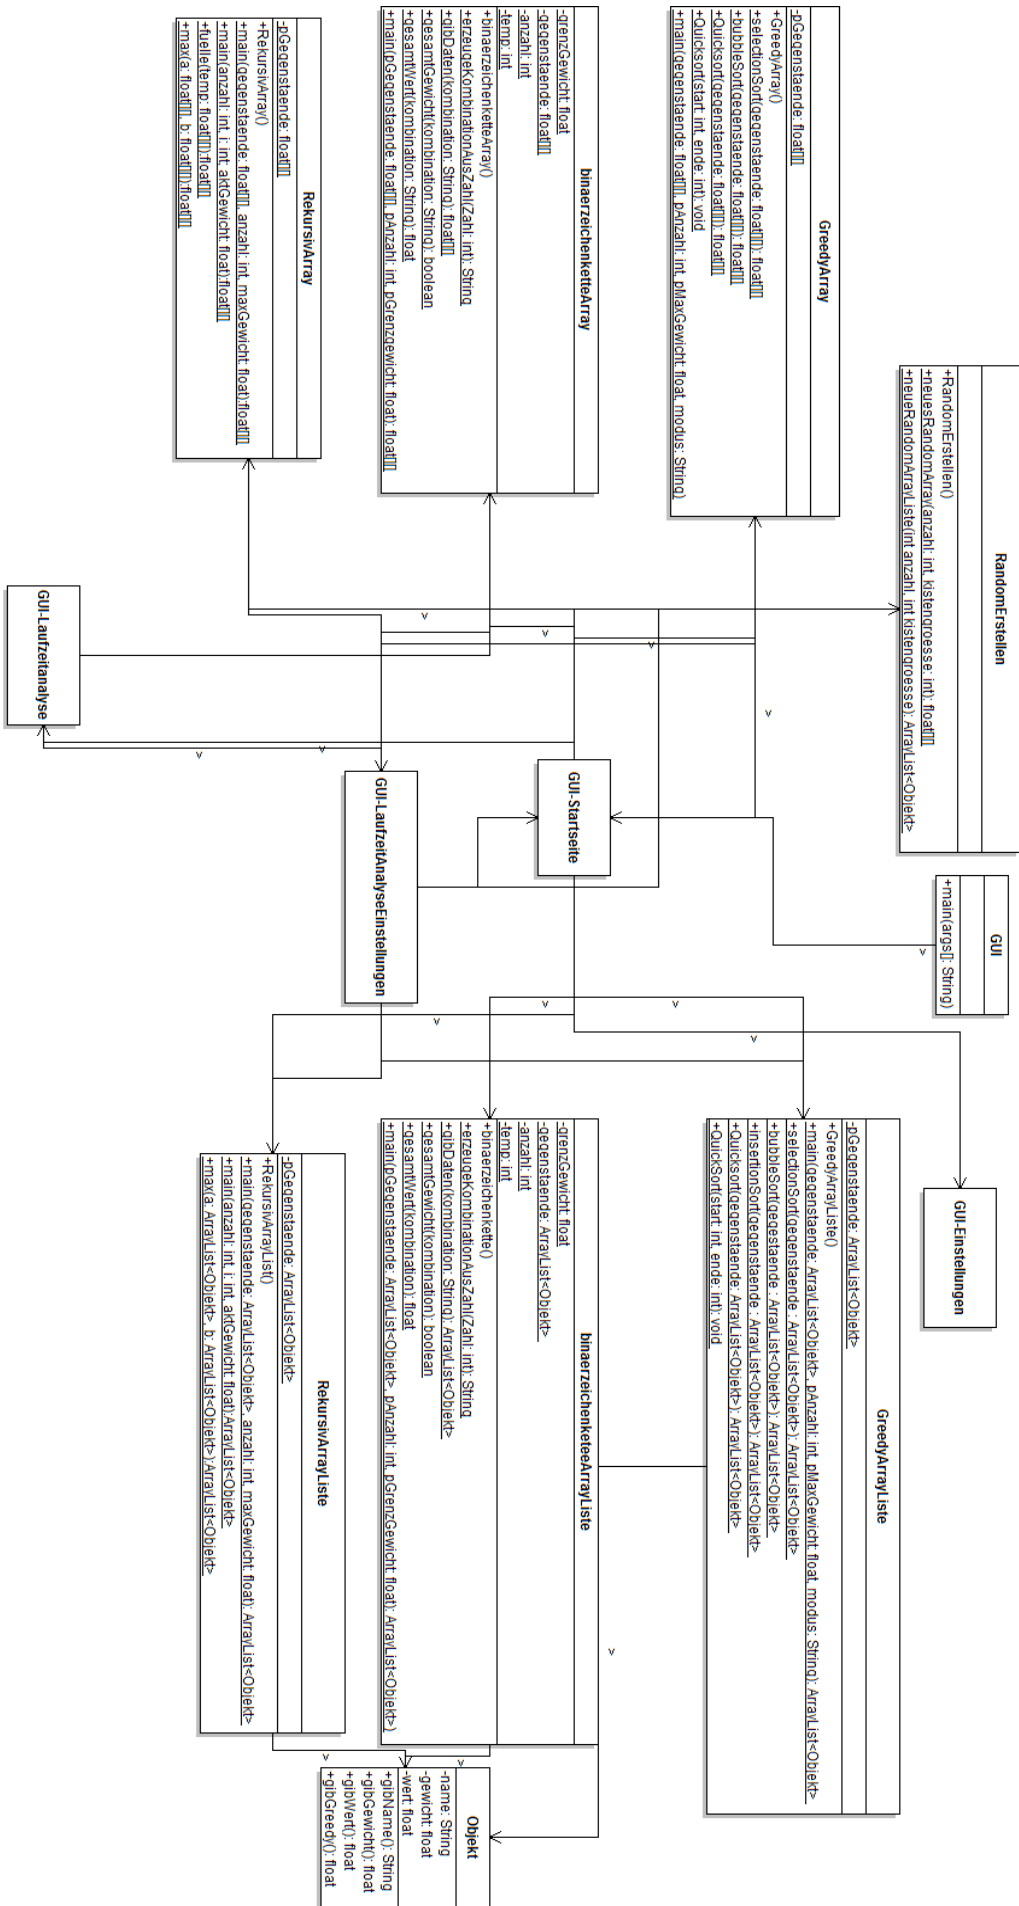 RandomErstellen
+RandomErstellen()
+neuesRandomArray(anzahl: int, kistengroesse: int): float[][]
+neueRandomArrayListe(int anzahl, int kistengroesse): ArrayList<Objekt>
GUI
+main(args[]: String)
GUI-Einstellungen
GreedyArray
-pGegenstaende: float[][]
+GreedyArray()
+selectionSort(gegenstaende: float[][]): float[][]
+bubbleSort(gegenstaende: float[][]): float[][]
+Quicksort(gegenstaende: float[][]): float[][]
+Quicksort(start: int, ende: int): void
+main(gegenstaende: float[][], pAnzahl: int, pMaxGewicht: float, modus: String)
GreedyArrayListe
-pGegenstaende: ArrayList<Objekt>
+GreedyArrayListe()
+main(gegenstaende: ArrayList<Objekt>, pAnzahl: int, pMaxGewicht: float, modus: String): ArrayList<Objekt>
+selectionSort(gegenstaende : ArrayList<Objekt>): ArrayList<Objekt>
+bubbleSort(gegestaende : ArrayList<Objekt>): ArrayList<Objekt>
+insertionSort(gegenstaende : ArrayList<Objekt>): ArrayList<Objekt>
+Quicksort(gegenstaende: ArrayList<Objekt>): ArrayList<Objekt>
+QuickSort(start: int, ende: int): void
binaerzeichenketteArray
-grenzGewicht: float
-gegenstaende: float[][]
-anzahl: int
-temp: int
+binaerzeichenketteArray()
+erzeugeKombinationAusZahl(Zahl: int): String
+gibDaten(kombination: String): float[][]
+gesamtGewicht(kombination: String): boolean
+gesamtWert(kombination: String): float
+main(pGegenstaende: float[][], pAnzahl: int, pGrenzgewicht: float): float[][]
GUI-Startseite
binaerzeichenketeeArrayListe
-grenzGewicht: float
-gegenstaende: ArrayList<Objekt>
-anzahl: int
-temp: int
+binaerzeichenkette()
+erzeugeKombinationAusZahl(Zahl: int): String
+gibDaten(kombination: String): ArrayList<Objekt>
+gesamtGewicht(kombination): boolean
+gesamtWert(kombination): float
+main(pGegenstaende: ArrayList<Objekt>, pAnzahl: int, pGrenzGewicht: float): ArrayList<Objekt>)
GUI-LaufzeitAnalyseEinstellungen
Objekt
-name: String
-gewicht: float
-wert: float
+gibName(): String
+gibGewicht(): float
+gibWert(): float
+gibGreedy(): float
RekursivArray
-pGegenstaende: float[][]
+RekursivArray()
+main(gegenstaende: float[][], anzahl: int, maxGewicht: float):float[][]
+main(anzahl: int, i: int; aktGewicht: float):float[][]
+fuelle(temp: float[][]):float[][]
+max(a: float[][], b: float[][]):float[][]
RekursivArrayListe
-pGegenstaende: ArrayList<Objekt>
+RekursivArrayList()
+main(gegenstaende: ArrayList<Objekt>, anzahl: int, maxGewicht: float): ArrayList<Objekt>
+main(anzahl: int, i: int, aktGewicht: float):ArrayList<Objekt>
+max(a: ArrayList<Objekt>, b: ArrayList<Objekt>):ArrayList<Objekt>
GUI-Laufzeitanalyse